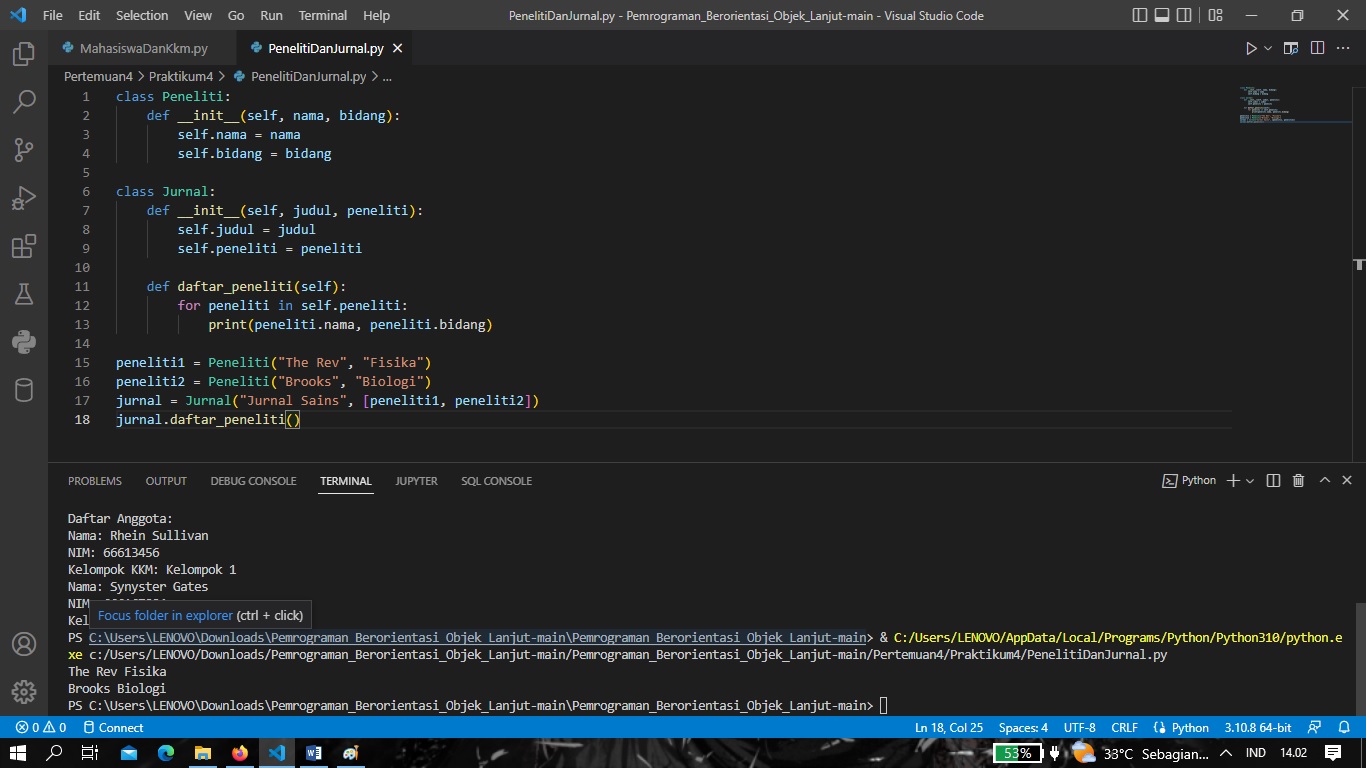 File Edit Selection View Go Run Terminal Help PenelitiDanJurnal.py - Pemrograman_Berorientasi_Objek_Lanjut-main - Visual Studio Code
MahasiswaDanKkm.py PenelitiDanJurnal.py
Pertemuan4 > Praktikum4 > PenelitiDanJurnal.py > ...
1 class Peneliti:
2     def __init__(self, nama, bidang):
3         self.nama = nama
4         self.bidang = bidang
5
6 class Jurnal:
7     def __init__(self, judul, peneliti):
8         self.judul = judul
9         self.peneliti = peneliti
10
11     def daftar_peneliti(self):
12         for peneliti in self.peneliti:
13             print(peneliti.nama, peneliti.bidang)
14
15 peneliti1 = Peneliti("The Rev", "Fisika")
16 peneliti2 = Peneliti("Brooks", "Biologi")
17 jurnal = Jurnal("Jurnal Sains", [peneliti1, peneliti2])
18 jurnal.daftar_peneliti()
PROBLEMS OUTPUT DEBUG CONSOLE TERMINAL JUPYTER SQL CONSOLE Python
Daftar Anggota:
Nama: Rhein Sullivan
NIM: 66613456
Kelompok KKM: Kelompok 1
Nama: Synyster Gates
NIM
Focus folder in explorer (ctrl + click)
Kel
PS C:\Users\LENOVO\Downloads\Pemrograman_Berorientasi_Objek_Lanjut-main\Pemrograman_Berorientasi_Objek_Lanjut-main> & C:/Users/LENOVO/AppData/Local/Programs/Python/Python310/python.e
xe c:/Users/LENOVO/Downloads/Pemrograman_Berorientasi_Objek_Lanjut-main/Pemrograman_Berorientasi_Objek_Lanjut-main/Pertemuan4/Praktikum4/PenelitiDanJurnal.py
The Rev Fisika
Brooks Biologi
PS C:\Users\LENOVO\Downloads\Pemrograman_Berorientasi_Objek_Lanjut-main\Pemrograman_Berorientasi_Objek_Lanjut-main>
0 0 Connect Ln 18, Col 25 Spaces: 4 UTF-8 CRLF Python 3.10.8 64-bit
53% 33°C Sebagian... IND 14.02